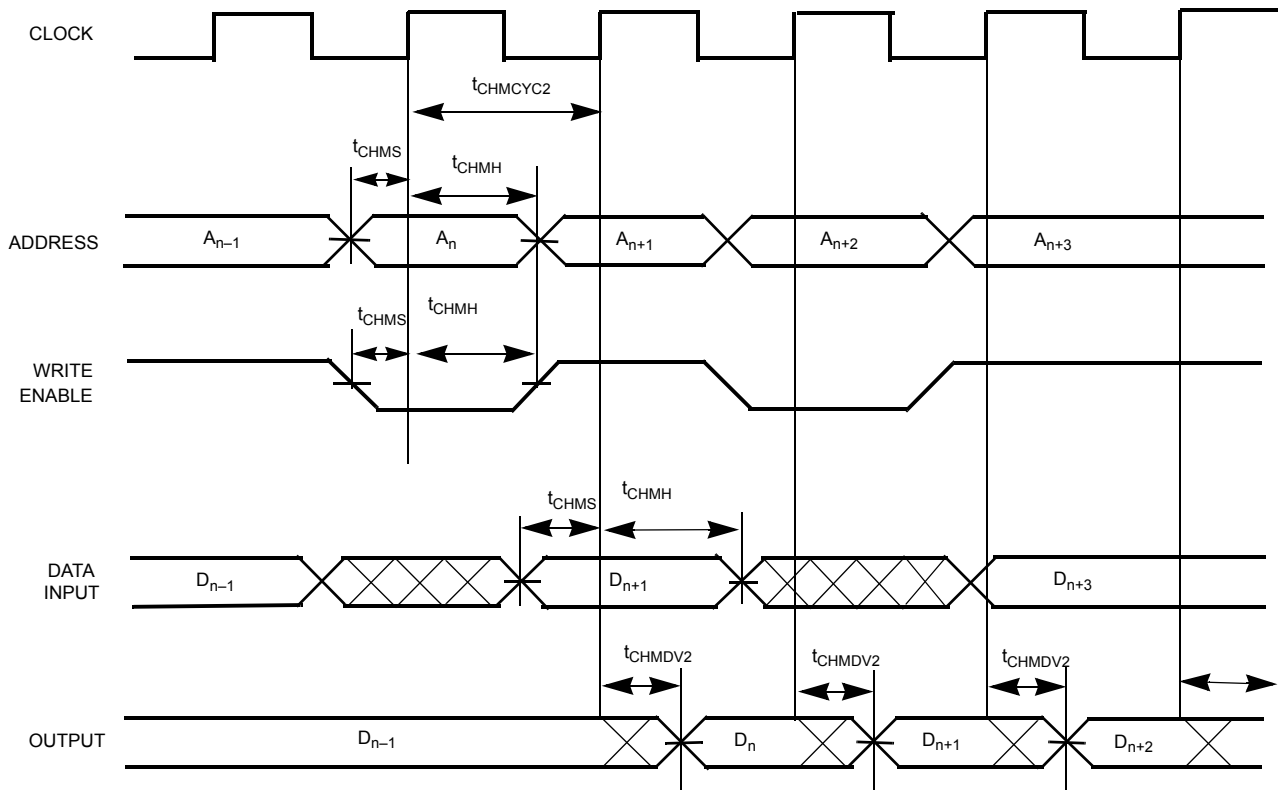 CLOCK
tCHMCYC2
tCHMS
tCHMH
ADDRESS
An–1
An
An+1
An+2
An+3
tCHMS
tCHMH
WRITE
ENABLE
tCHMS
tCHMH
DATA
INPUT
Dn–1
Dn+1
Dn+3
tCHMDV2
tCHMDV2
tCHMDV2
OUTPUT
Dn–1
Dn
Dn+1
Dn+2